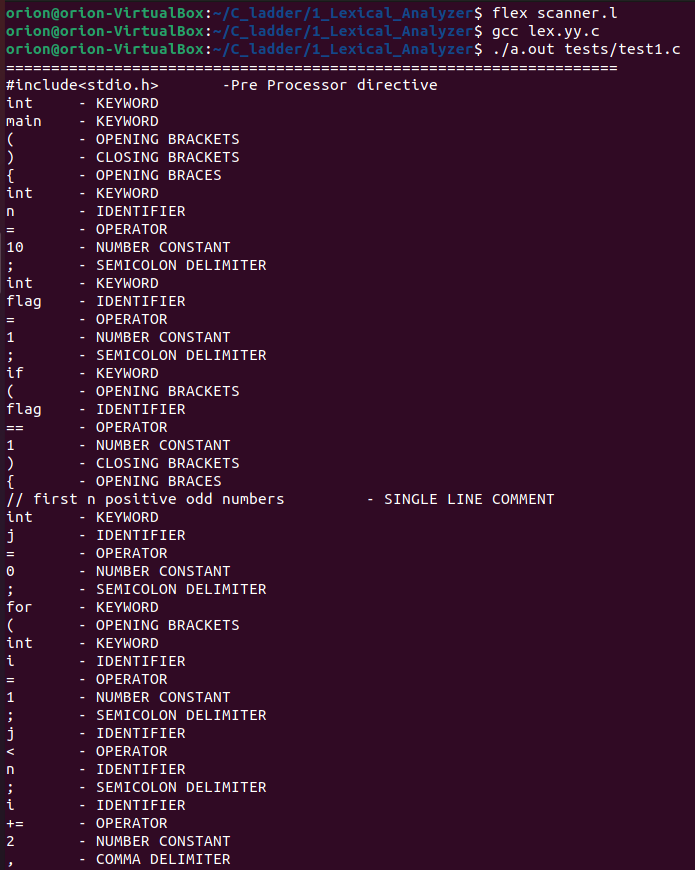 orion@orion-VirtualBox:~/C_ladder/1_Lexical_Analyzer$ flex scanner.l
orion@orion-VirtualBox:~/C_ladder/1_Lexical_Analyzer$ gcc lex.yy.c
orion@orion-VirtualBox:~/C_ladder/1_Lexical_Analyzer$ ./a.out tests/test1.c
====================================================================
#include<stdio.h>       -Pre Processor directive
int     - KEYWORD
main    - KEYWORD
(       - OPENING BRACKETS
)       - CLOSING BRACKETS
{       - OPENING BRACES
int     - KEYWORD
n       - IDENTIFIER
=       - OPERATOR
10      - NUMBER CONSTANT
;       - SEMICOLON DELIMITER
int     - KEYWORD
flag    - IDENTIFIER
=       - OPERATOR
1       - NUMBER CONSTANT
;       - SEMICOLON DELIMITER
if      - KEYWORD
(       - OPENING BRACKETS
flag    - IDENTIFIER
==      - OPERATOR
1       - NUMBER CONSTANT
)       - CLOSING BRACKETS
{       - OPENING BRACES
// first n positive odd numbers         - SINGLE LINE COMMENT
int     - KEYWORD
j       - IDENTIFIER
=       - OPERATOR
0       - NUMBER CONSTANT
;       - SEMICOLON DELIMITER
for     - KEYWORD
(       - OPENING BRACKETS
int     - KEYWORD
i       - IDENTIFIER
=       - OPERATOR
1       - NUMBER CONSTANT
;       - SEMICOLON DELIMITER
j       - IDENTIFIER
<       - OPERATOR
n       - IDENTIFIER
;       - SEMICOLON DELIMITER
i       - IDENTIFIER
+=      - OPERATOR
2       - NUMBER CONSTANT
,       - COMMA DELIMITER